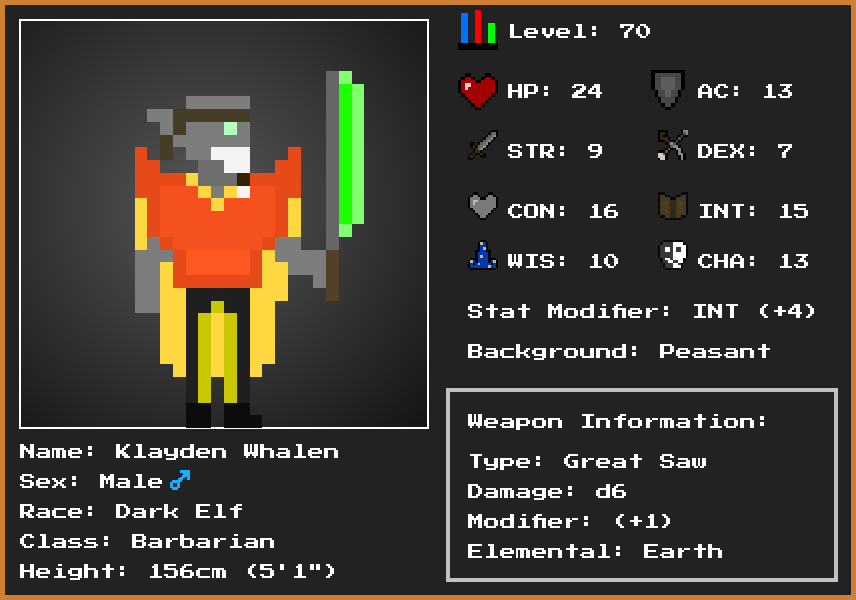 Level: 70
HP: 24 AC: 13
STR: 9 DEX: 7
CON: 16 INT: 15
WIS: 10 CHA: 13
Stat Modifier: INT (+4)
Background: Peasant
Weapon Information:
Type: Great Saw
Damage: d6
Modifier: (+1)
Elemental: Earth
Name: Klayden Whalen
Sex: Male ♂
Race: Dark Elf
Class: Barbarian
Height: 156cm (5'1")